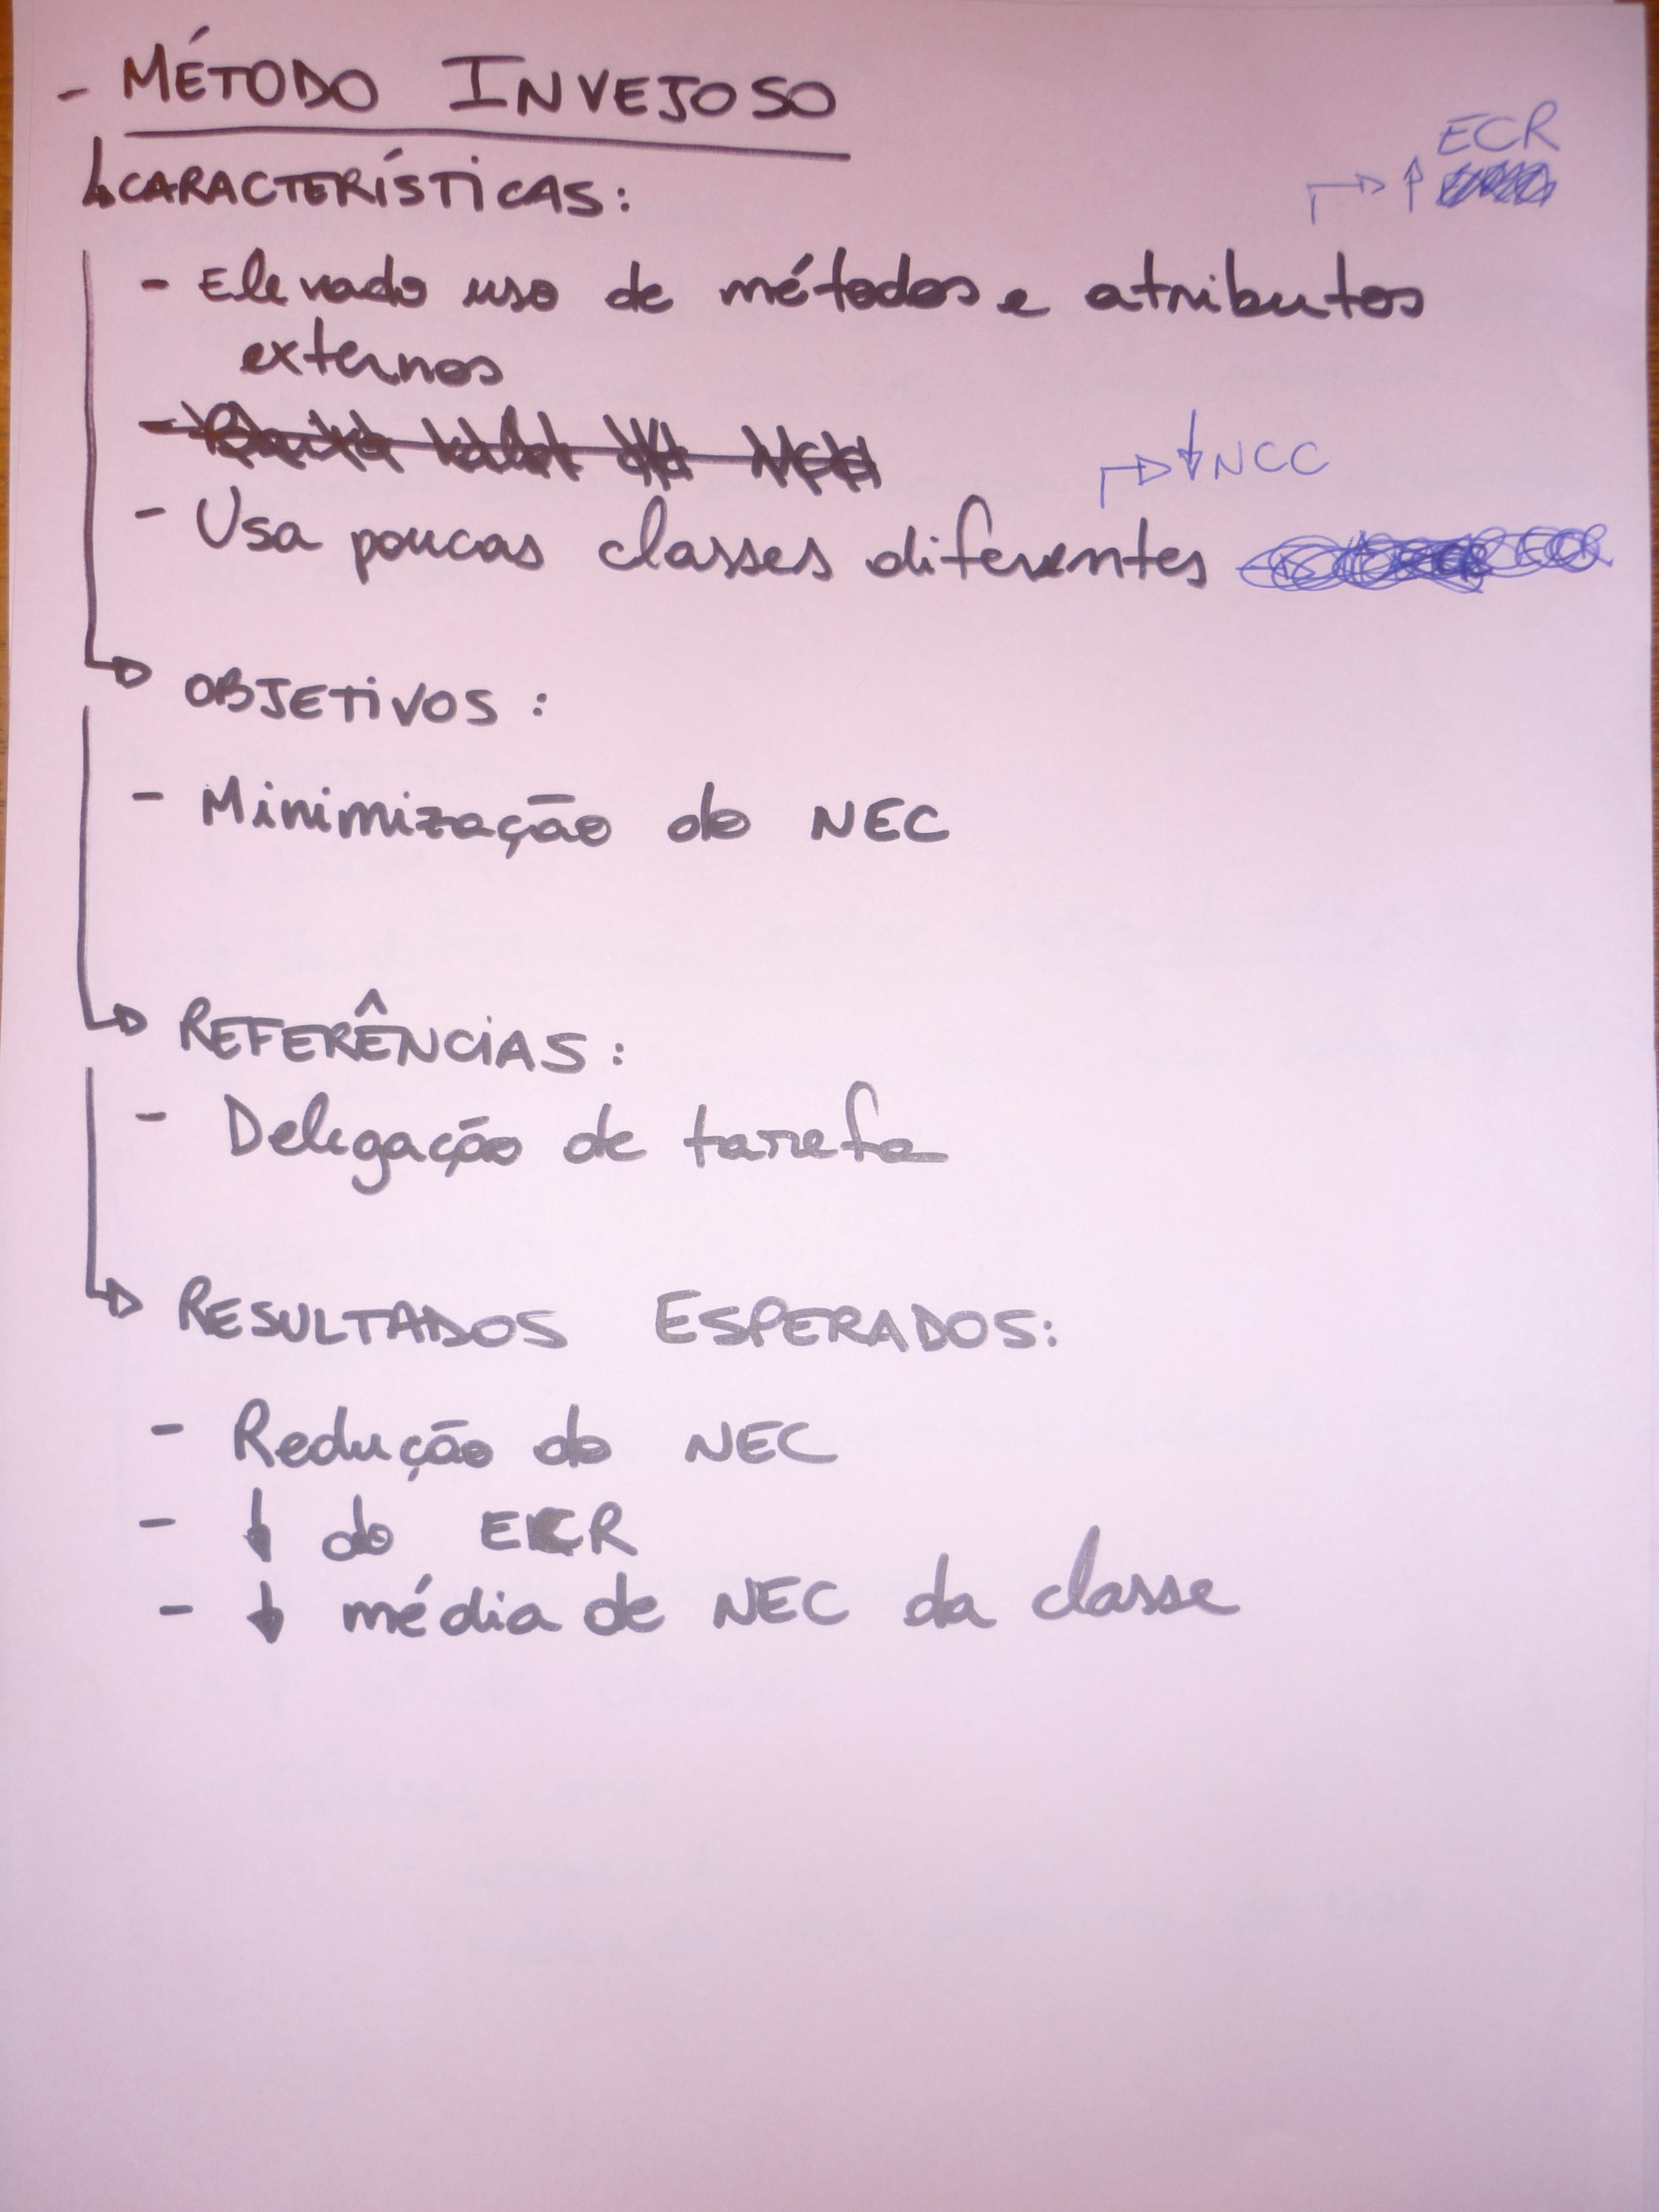 - MÉTODO INVEJOSO
↳ CARACTERÍSTICAS:
↑ ECR
- Elevado uso de métodos e atributos
externos
↓ NCC
- Usa poucas classes diferentes
→ OBJETIVOS:
- Minimização do NEC
→ REFERÊNCIAS:
- Delegação de tarefa
→ RESULTADOS ESPERADOS:
- Redução do NEC
- ↓ do ECR
- ↓ média de NEC da classe